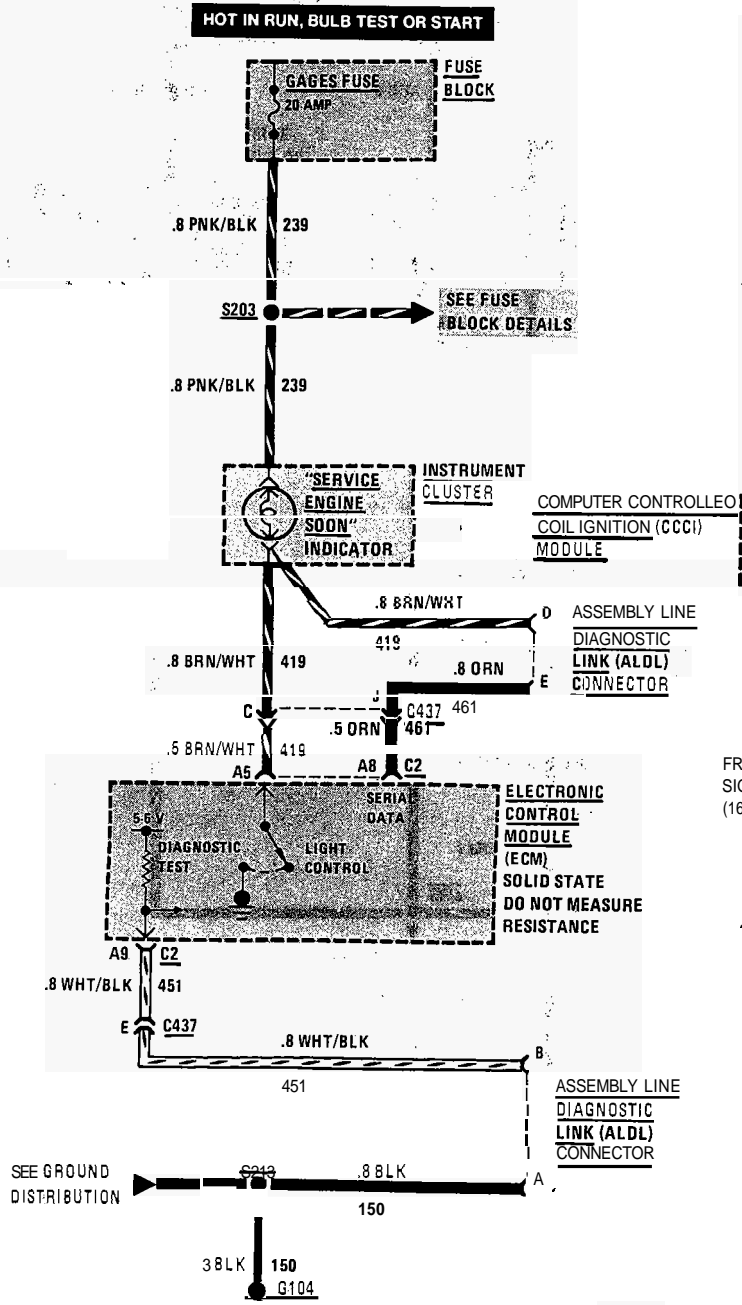 HOT IN RUN, BULB TEST OR START
GAGES FUSE
20 AMP
FUSE
BLOCK
.8 PNK/BLK 239
S203
SEE FUSE
BLOCK DETAILS
.8 PNK/BLK 239
"SERVICE
ENGINE
SOON"
INDICATOR
INSTRUMENT
CLUSTER
COMPUTER CONTROLLEO
COIL IGNITION (CCCI)
MODULE
.8 BRN/WHT
419
D
ASSEMBLY LINE
DIAGNOSTIC
LINK (ALDL)
CONNECTOR
.8 BRN/WHT 419
.8 ORN
E
461
C
J
C437
.5 ORN 461
.5 BRN/WHT 419
A5
A8 C2
SERIAL
DATA
5.6 V
DIAGNOSTIC
TEST
LIGHT
CONTROL
ELECTRONIC
CONTROL
MODULE
(ECM)
SOLID STATE
DO NOT MEASURE
RESISTANCE
FR
SIG
(16
A9 C2
.8 WHT/BLK 451
E C437
.8 WHT/BLK
451
B
ASSEMBLY LINE
DIAGNOSTIC
LINK (ALDL)
CONNECTOR
SEE GROUND
DISTRIBUTION
S213
.8 BLK
150
A
3 BLK 150
G104